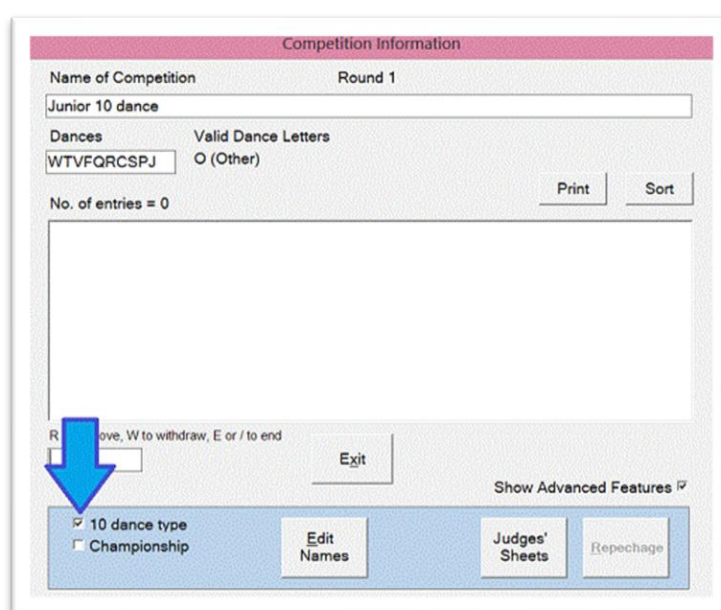 Competition Information
Name of Competition Round 1
Junior 10 dance
Dances Valid Dance Letters
WTVFQRCSPJ O (Other)
Print Sort
No. of entries = 0
R ove, W to withdraw, E or / to end
Exit
Show Advanced Features
10 dance type
Championship
Edit Names
Judges' Sheets
Repechage